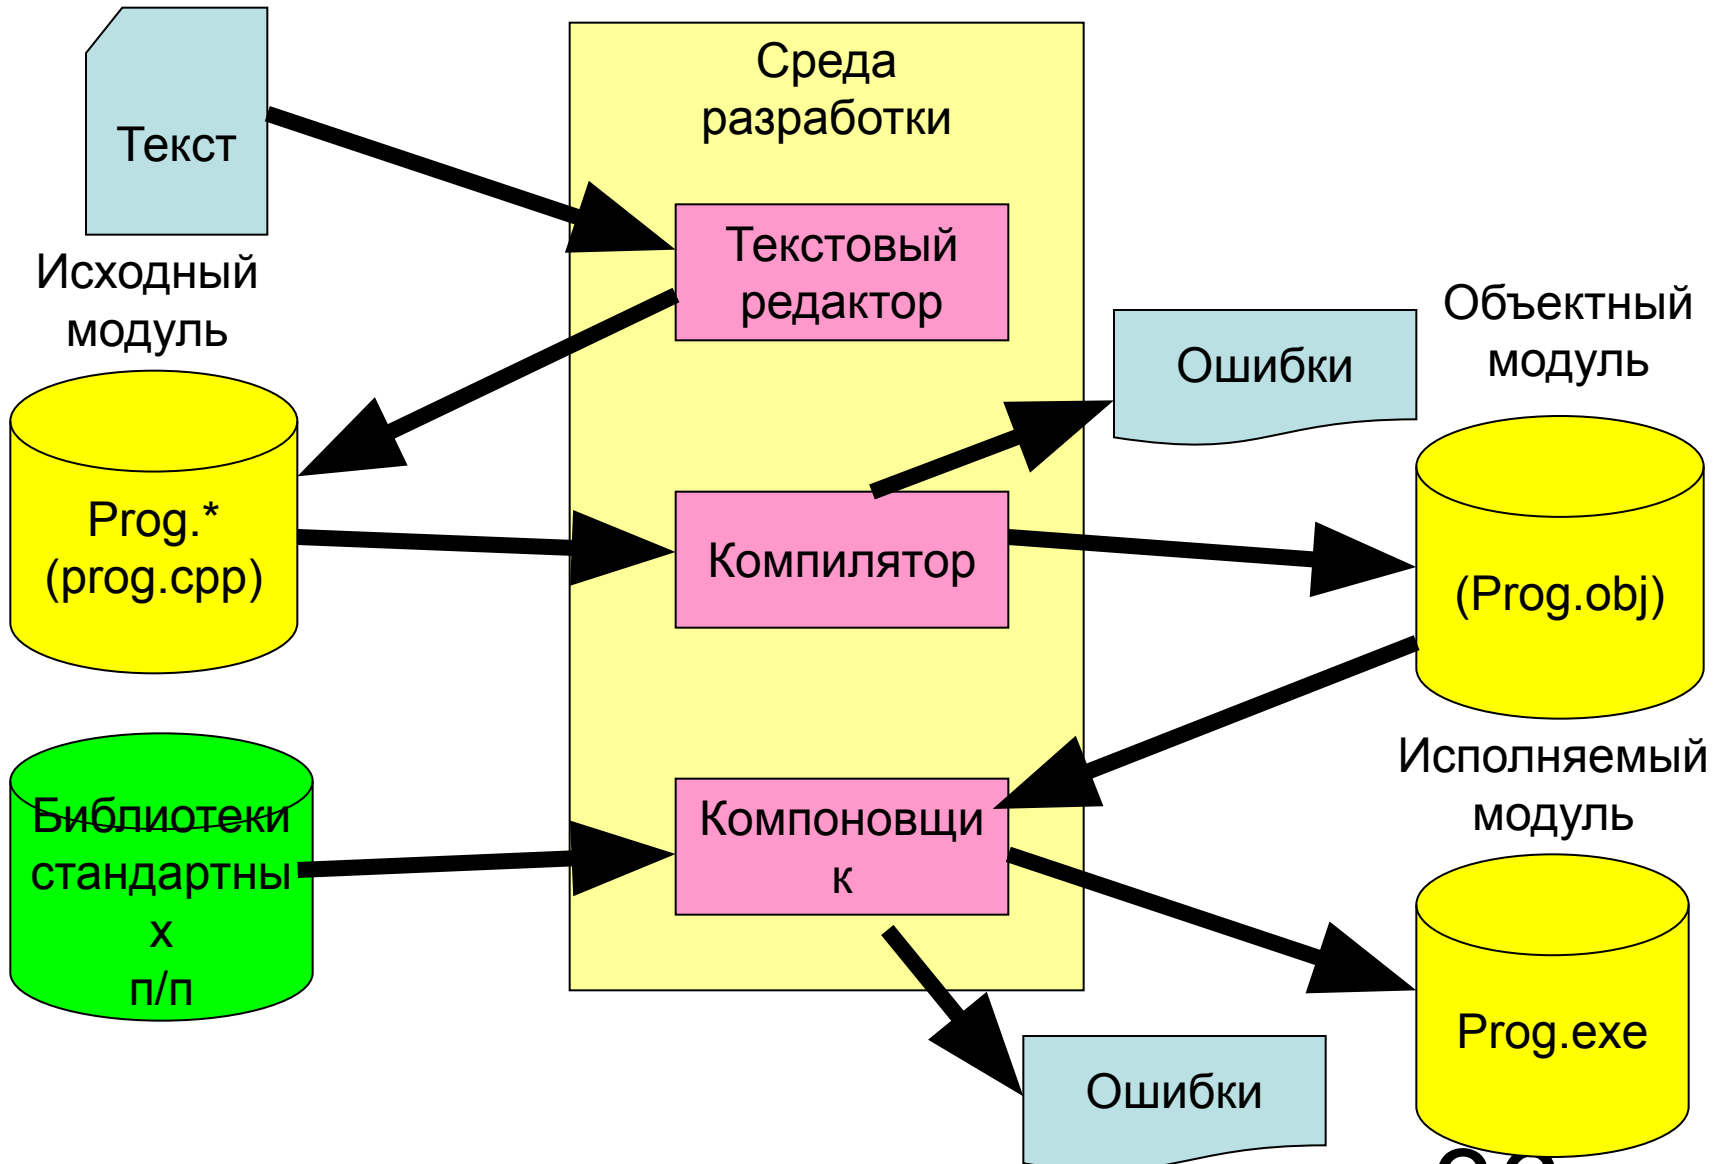 Текст
Среда
разработки
Текстовый
редактор
Исходный
модуль
Ошибки
Объектный
модуль
Prog.*
(prog.cpp)
Компилятор
(Prog.obj)
Библиотеки
стандартны
х
п/п
Компоновщи
к
Исполняемый
модуль
Prog.exe
Ошибки